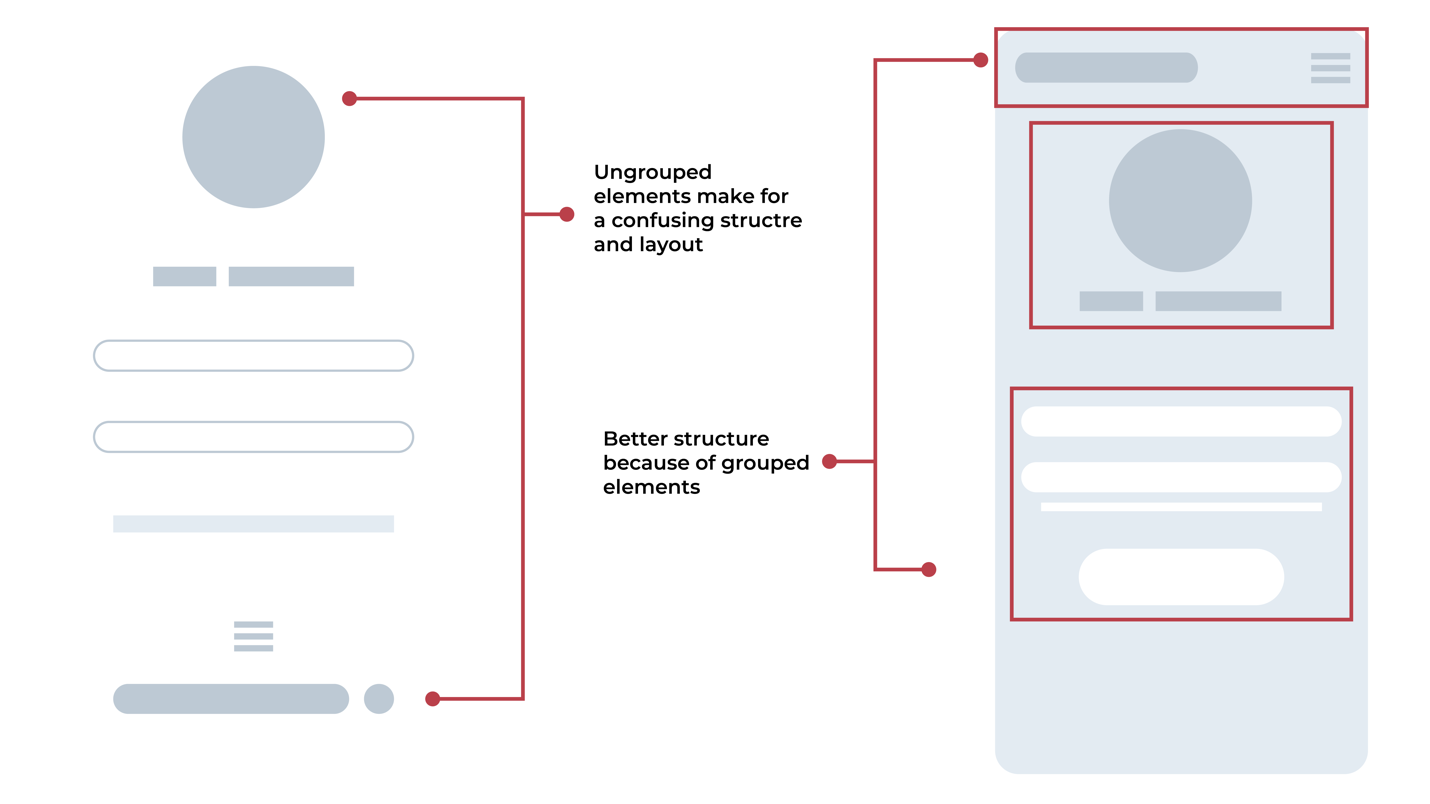 Ungrouped
elements make for
a confusing structre
and layout
Better structure
because of grouped
elements